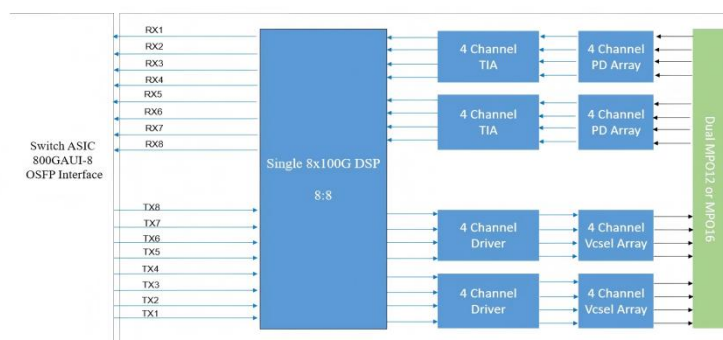 RX1
RX2
RX3
RX4
RX5
RX6
RX7
RX8
Switch ASIC
800GAUI-8
OSFP Interface
TX8
TX7
TX6
TX5
TX4
TX3
TX2
TX1
Single 8x100G DSP
8:8
4 Channel
TIA
4 Channel
PD Array
4 Channel
TIA
4 Channel
PD Array
4 Channel
Driver
4 Channel
Vcsel Array
4 Channel
Driver
4 Channel
Vcsel Array
Dual MPO12 or MPO16